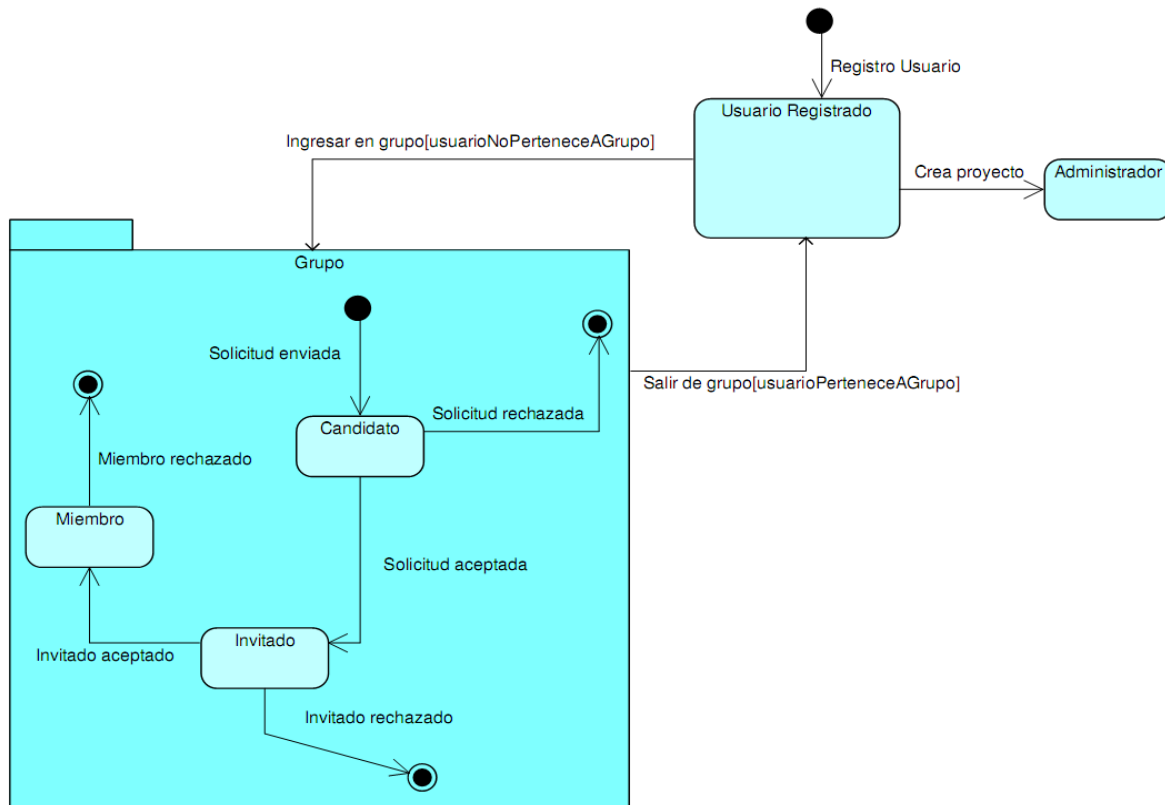 Registro Usuario
Usuario Registrado
Ingresar en grupo[usuarioNoPerteneceAGrupo]
Crea proyecto
Administrador
Grupo
Solicitud enviada
Salir de grupo[usuarioPerteneceAGrupo]
Solicitud rechazada
Candidato
Miembro rechazado
Miembro
Solicitud aceptada
Invitado
Invitado aceptado
Invitado rechazado